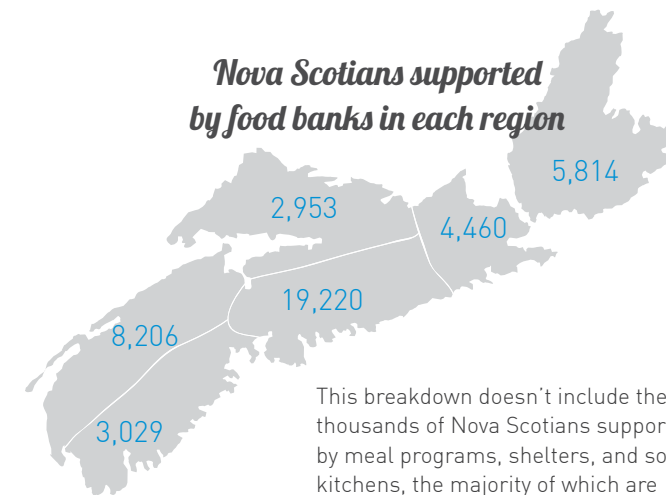 Nova Scotians supported
by food banks in each region
5,814
2,953
4,460
19,220
8,206
3,029
This breakdown doesn't include the
thousands of Nova Scotians suppor
by meal programs, shelters, and so
kitchens, the majority of which are